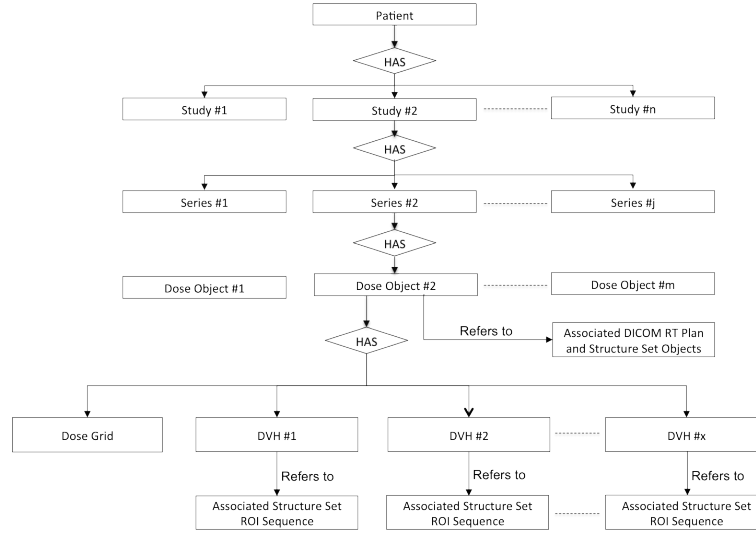 Patient
HAS
Study #1
Study #2
Study #n
HAS
Series #1
Series #2
Series #j
HAS
Dose Object #1
Dose Object #2
Dose Object #m
Refers to
Associated DICOM RT Plan
and Structure Set Objects
HAS
Dose Grid
DVH #1
DVH #2
DVH #x
Refers to
Refers to
Refers to
Associated Structure Set
ROI Sequence
Associated Structure Set
ROI Sequence
Associated Structure Set
ROI Sequence